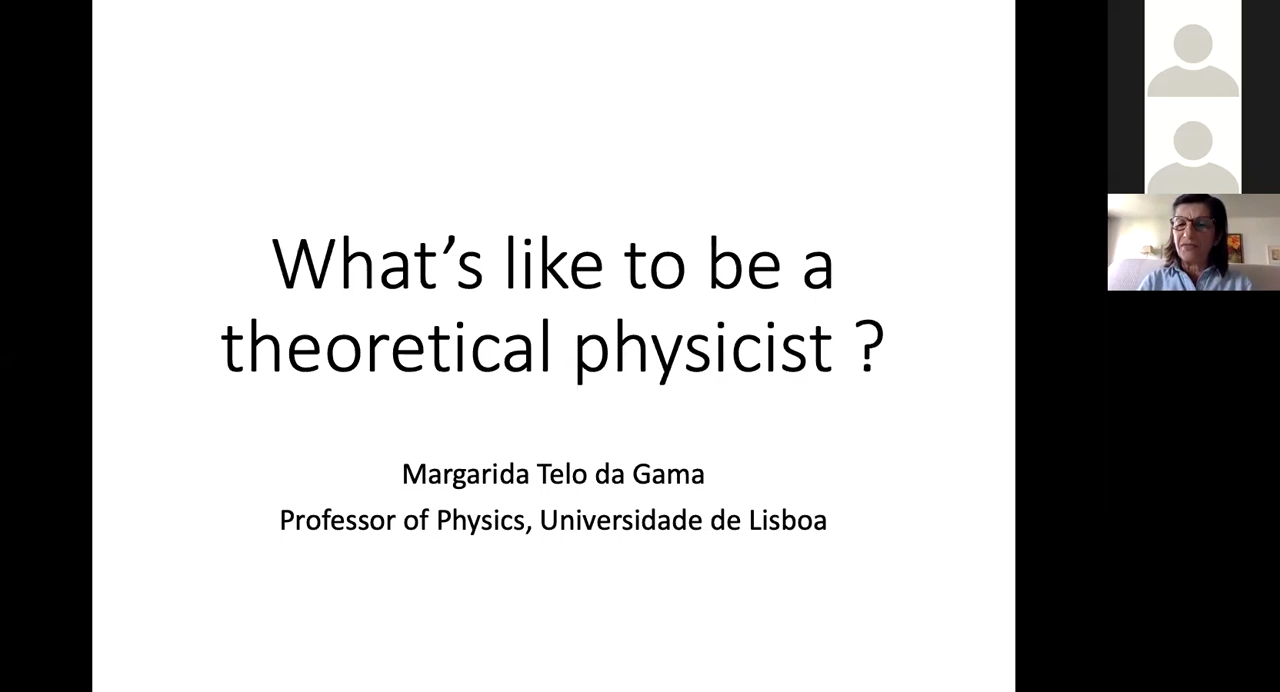 What’s like to be a
theoretical physicist ?
Margarida Telo da Gama
Professor of Physics, Universidade de Lisboa